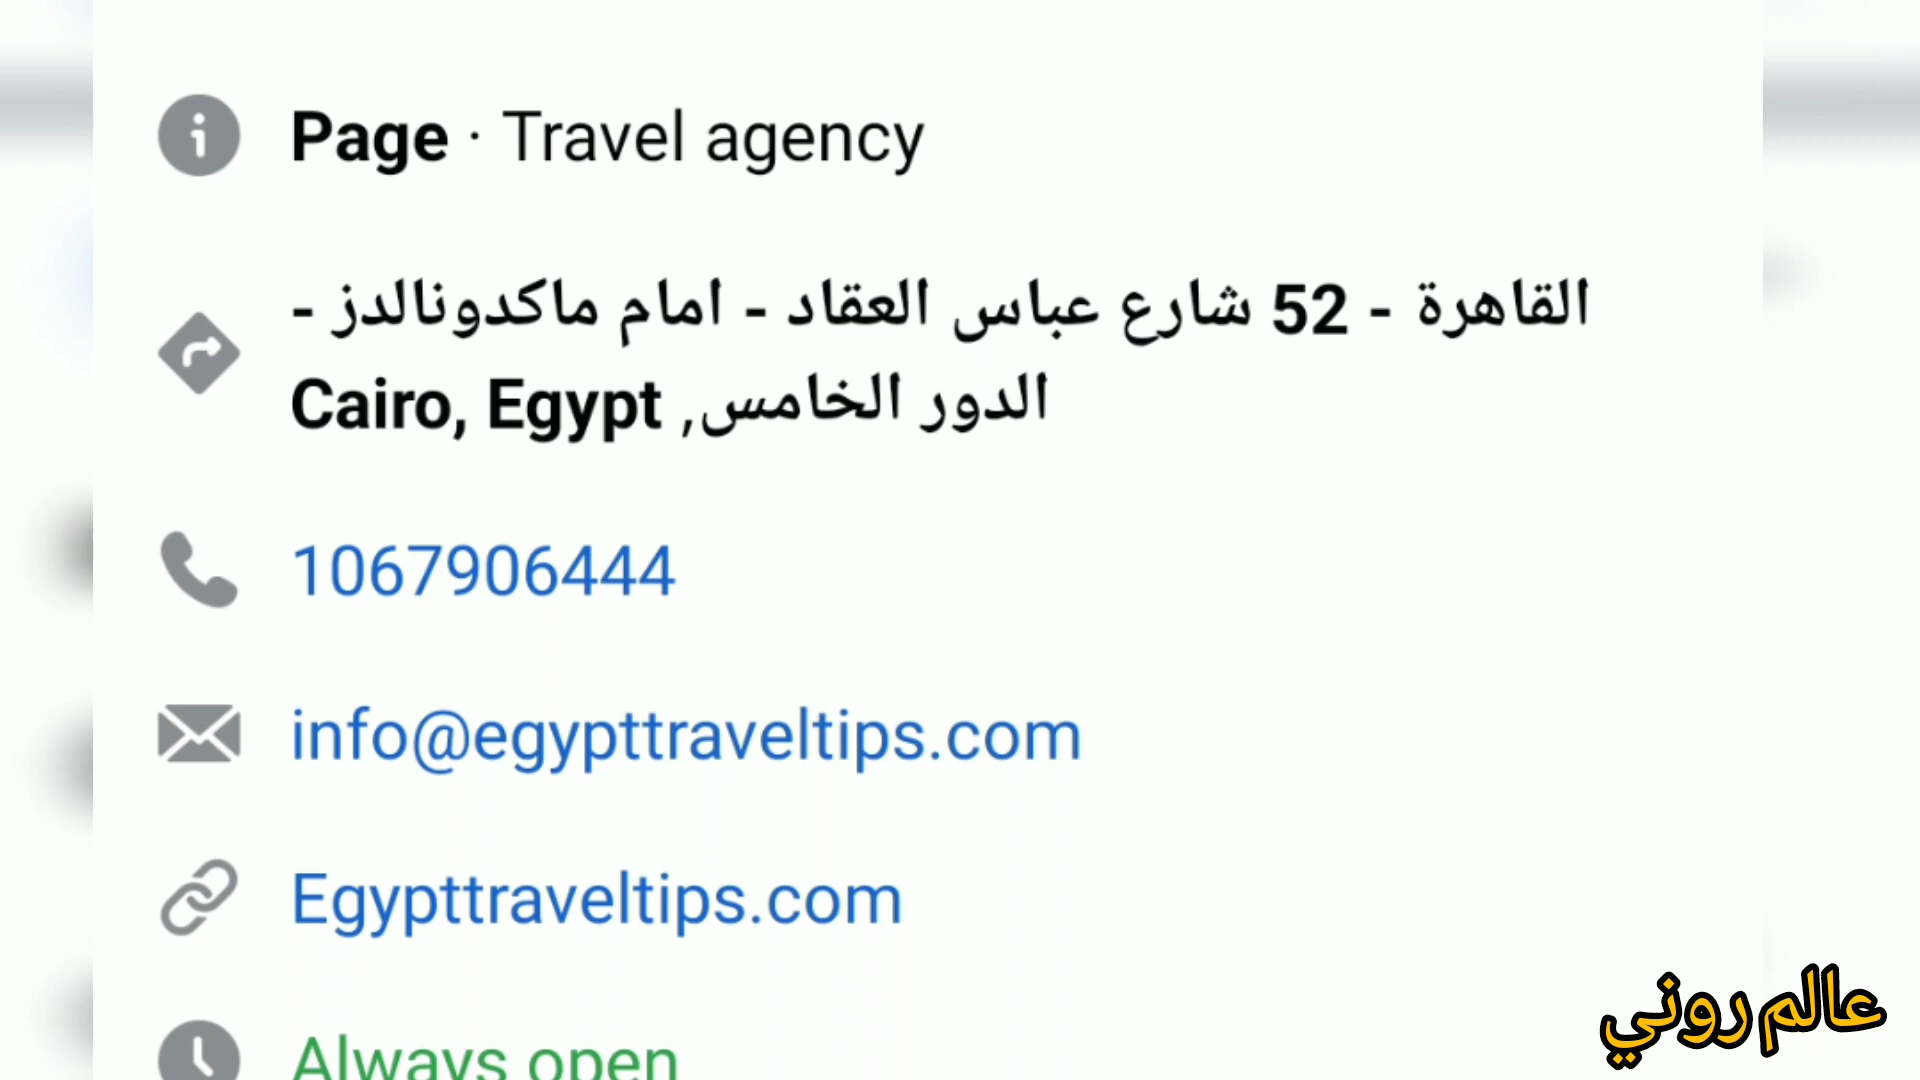 Page · Travel agency
القاهرة - 52 شارع عباس العقاد - امام ماكدونالدز -
الدور الخامس, Cairo, Egypt
1067906444
info@egypttraveltips.com
Egypttraveltips.com
Always open
عالم روني